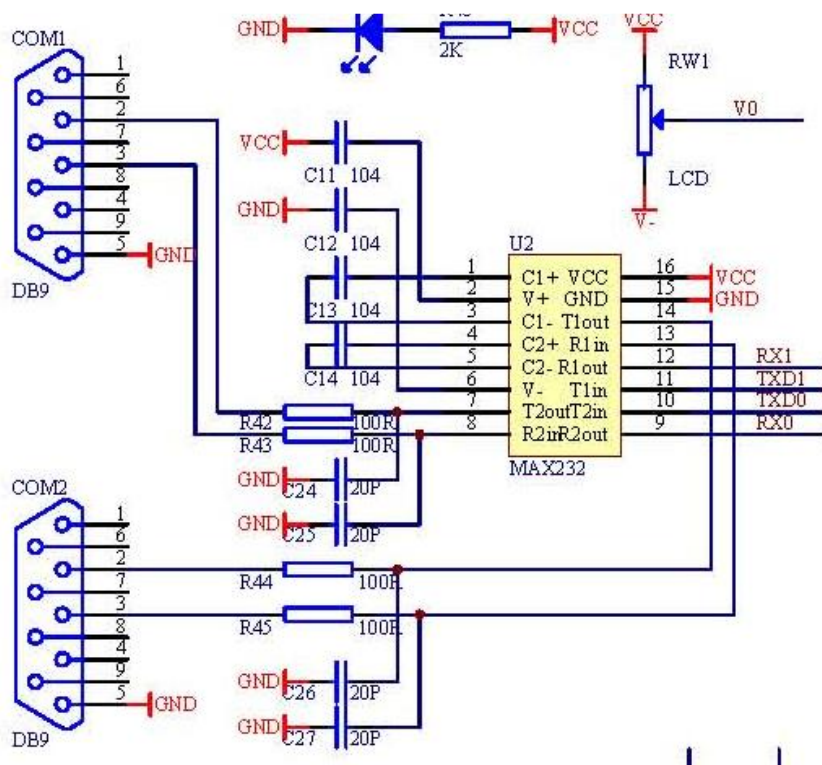 GND
2K
VCC
VCC
COM1
1
6
2
7
3
8
4
9
5
GND
DB9
RW1
V0
LCD
V-
VCC
C11 104
GND
C12 104
C13 104
C14 104
U2
1 C1+ VCC 16 VCC
2 V+ GND 15 GND
3 C1- T1out 14
4 C2+ R1in 13
5 C2- R1out 12 RX1
6 V- T1in 11 TXD1
7 T2out T2in 10 TXD0
8 R2in R2out 9 RX0
MAX232
R42 100R
R43 100R
GND C24 20P
GND C25 20P
COM2
1
6
2
7
3
8
4
9
5
GND
DB9
R44 100R
R45 100R
GND C26 20P
GND C27 20P